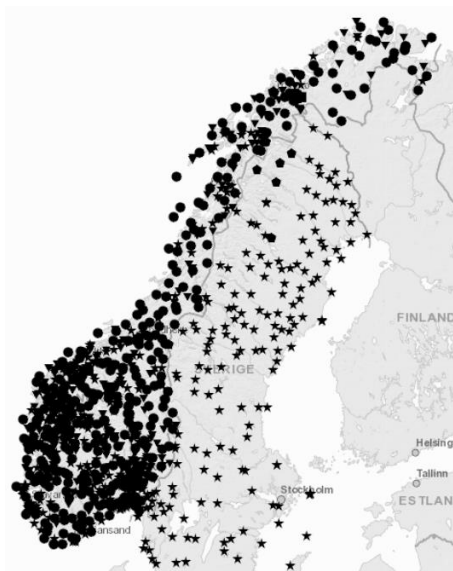 FINLAND
SVERIGE
Helsing
Tallinn
Stockholm
ESTLAN
ansand